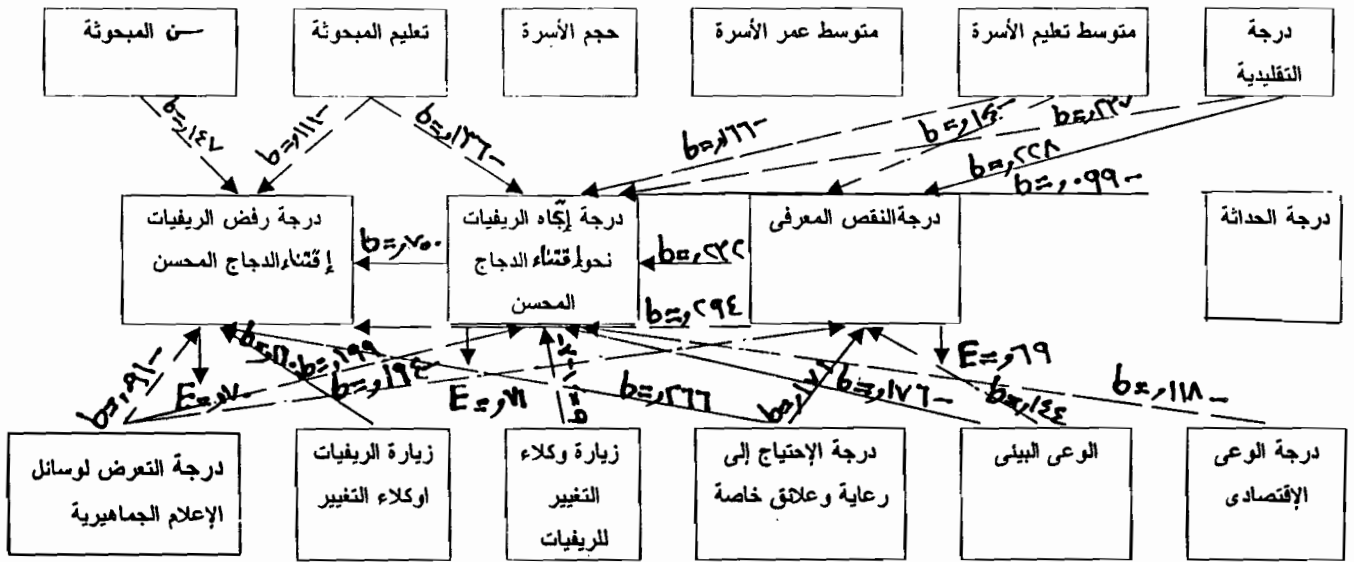 سن المبحوثة
تعليم المبحوثة
حجم الأسرة
متوسط عمر الأسرة
متوسط تعليم الأسرة
درجة
التقليدية
b=,١٤٧
b=,١١١-
b=,١٣٦-
b=,١٦٦-
b=,٢٢٨
b=,٠٩٩-
درجة رفض الريفيات
إقتناء الدجاج المحسن
b=,٧٥٠
درجة إتجاه الريفيات
نحو إقتناء الدجاج
المحسن
b=,٢٢٢
b=,٢٩٤
درجة النقص المعرفى
درجة الحداثة
b=,١٩٩
b=,١٩٤-
E=,٧١
b=,٢٦٦
b=,١٧٦-
E=,٦٩
b=,١٤٤
b=,١١٨-
درجة التعرض لوسائل
الإعلام الجماهيرية
زيارة الريفيات
اوكلاء التغيير
زيارة وكلاء
التغيير
للريفيات
درجة الإحتياج إلى
رعاية وعلائق خاصة
الوعى البيئى
درجة الوعى
الإقتصادى